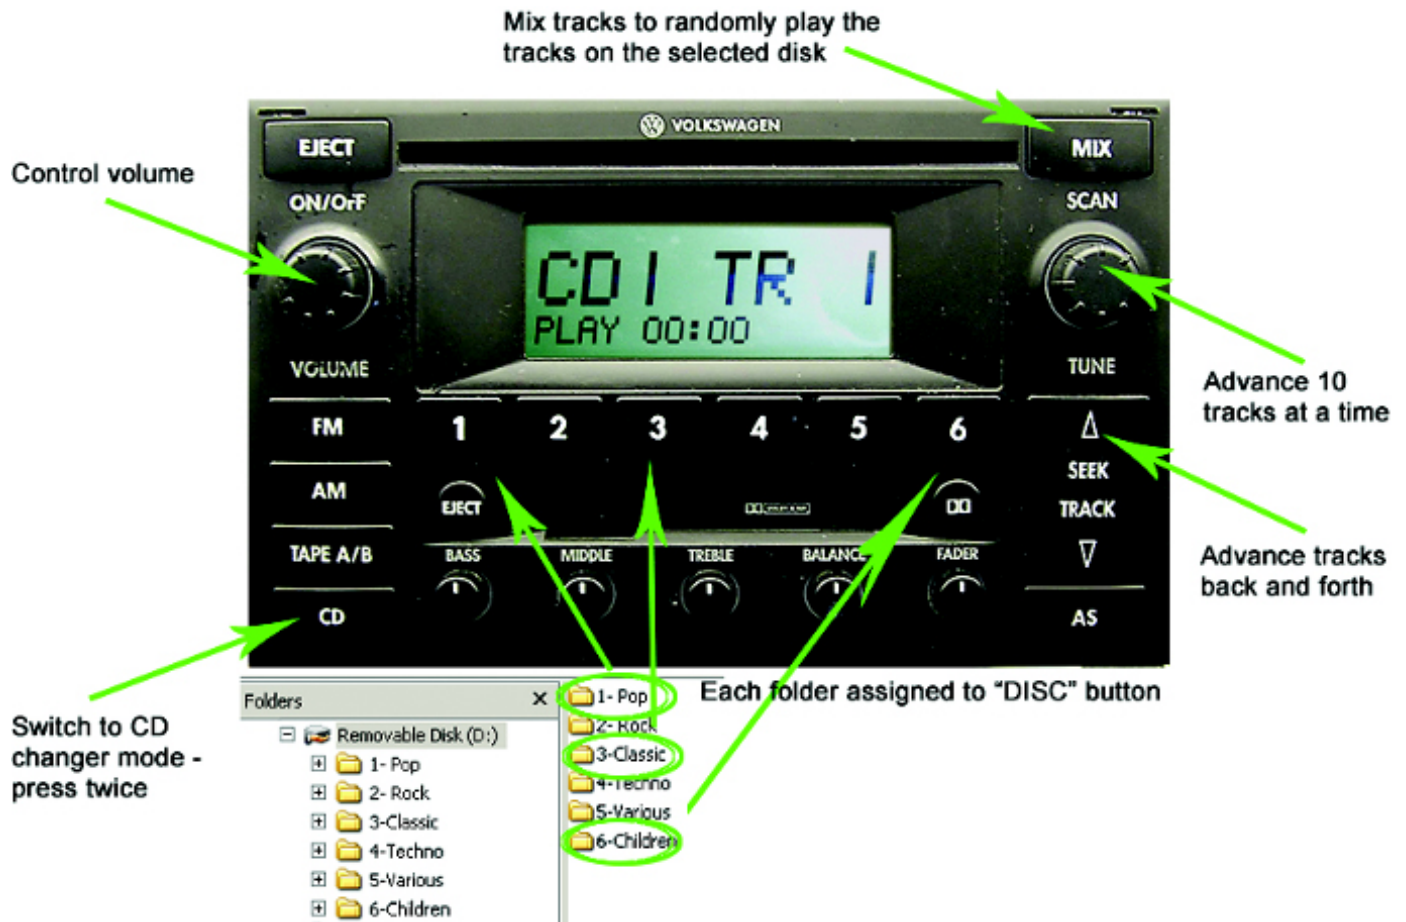 Mix tracks to randomly play the
tracks on the selected disk
VOLKSWAGEN
EJECT
MIX
Control volume
ON/OFF
SCAN
CD 1 TR 1
PLAY 00:00
VOLUME
TUNE
Advance 10
tracks at a time
FM
1 2 3 4 5 6
SEEK
AM
EJECT
TRACK
TAPE A/B
BASS MIDDLE TREBLE BALANCE FADER
Advance tracks
back and forth
CD
AS
Switch to CD
changer mode -
press twice
Each folder assigned to “DISC” button
Folders
x
Removable Disk (D:)
1- Pop
2- Rock
3-Classic
4-Techno
5-Various
6-Children
1- Pop
2- Rock
3-Classic
4-Techno
5-Various
6-Children